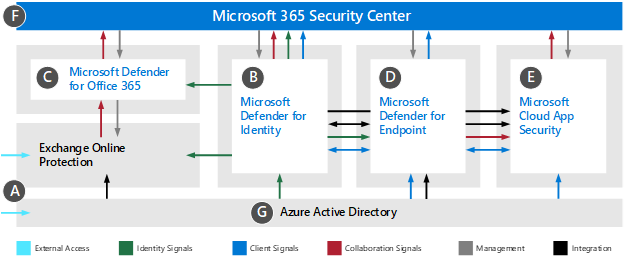 F
Microsoft 365 Security Center
C
Microsoft Defender
for Office 365
B
Microsoft
Defender for
Identity
D
Microsoft
Defender for
Endpoint
E
Microsoft
Cloud App
Security
Exchange Online
Protection
A
G
Azure Active Directory
External Access
Identity Signals
Client Signals
Collaboration Signals
Management
Integration